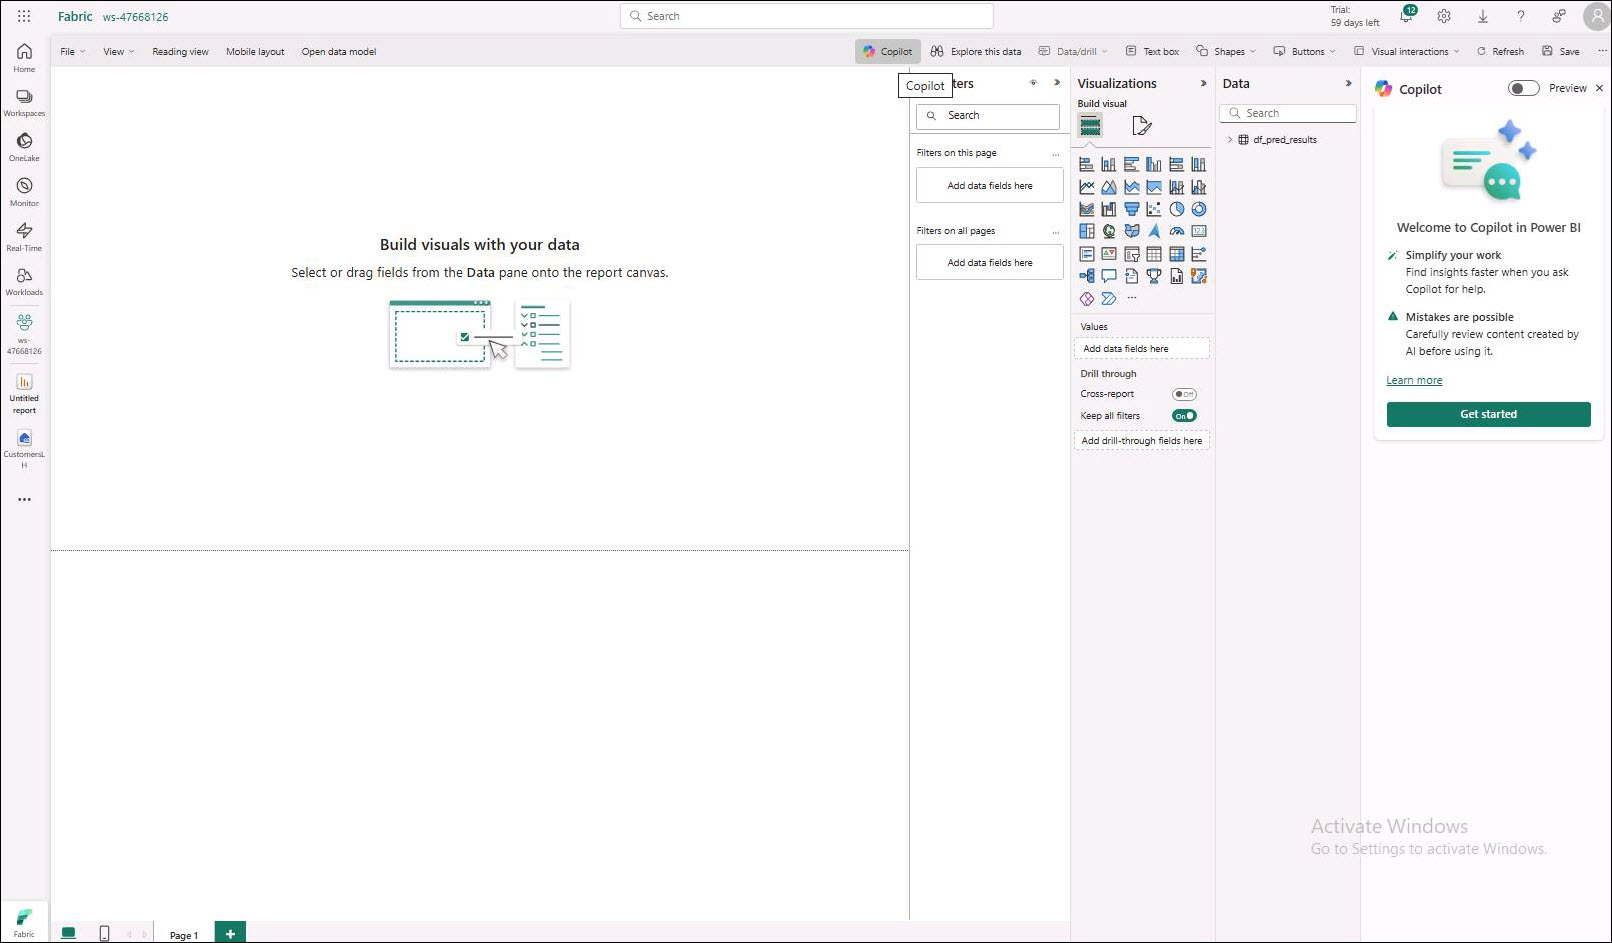 Fabric ws-47668126
Search
Trial:
59 days left
12
File View Reading view Mobile layout Open data model
Copilot Explore this data Data/drill Text box Shapes Buttons Visual interactions Refresh Save
Home
Workspaces
OneLake
Monitor
Real-Time
Workloads
ws-
47668126
Untitled
report
CustomersL
H
Fabric
Build visuals with your data
Select or drag fields from the Data pane onto the report canvas.
Copilot
ters
Search
Filters on this page
Add data fields here
Filters on all pages
Add data fields here
Visualizations
Build visual
123
Values
Add data fields here
Drill through
Cross-report
Off
Keep all filters
On
Add drill-through fields here
Data
Search
df_pred_results
Copilot
Preview
Welcome to Copilot in Power BI
Simplify your work
Find insights faster when you ask
Copilot for help.
Mistakes are possible
Carefully review content created by
AI before using it.
Learn more
Get started
Activate Windows
Go to Settings to activate Windows.
Page 1